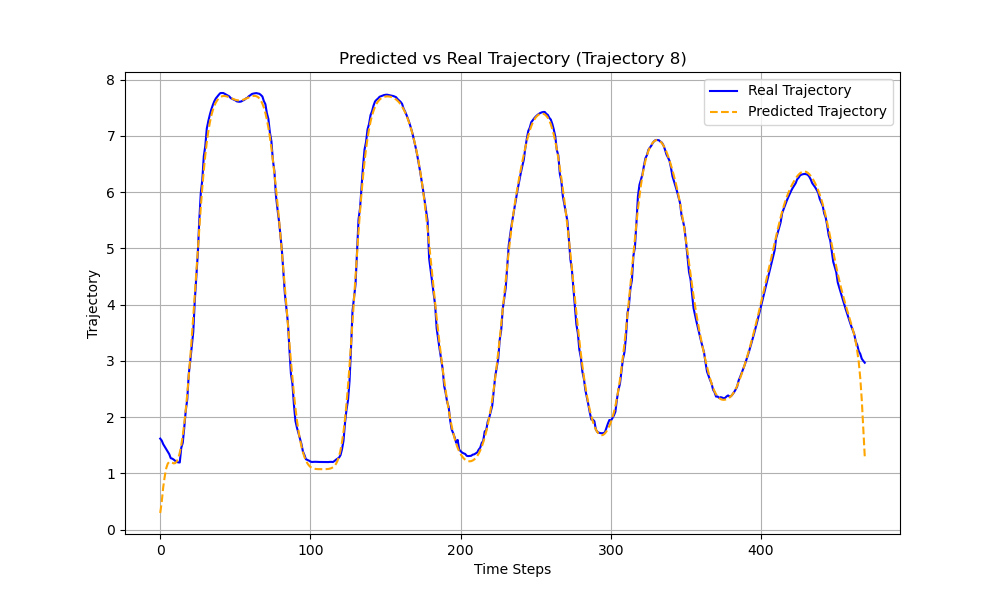 Predicted vs Real Trajectory (Trajectory 8)
Real Trajectory
Predicted Trajectory
8
7
6
5
4
3
2
1
0
Trajectory
0 100 200 300 400
Time Steps